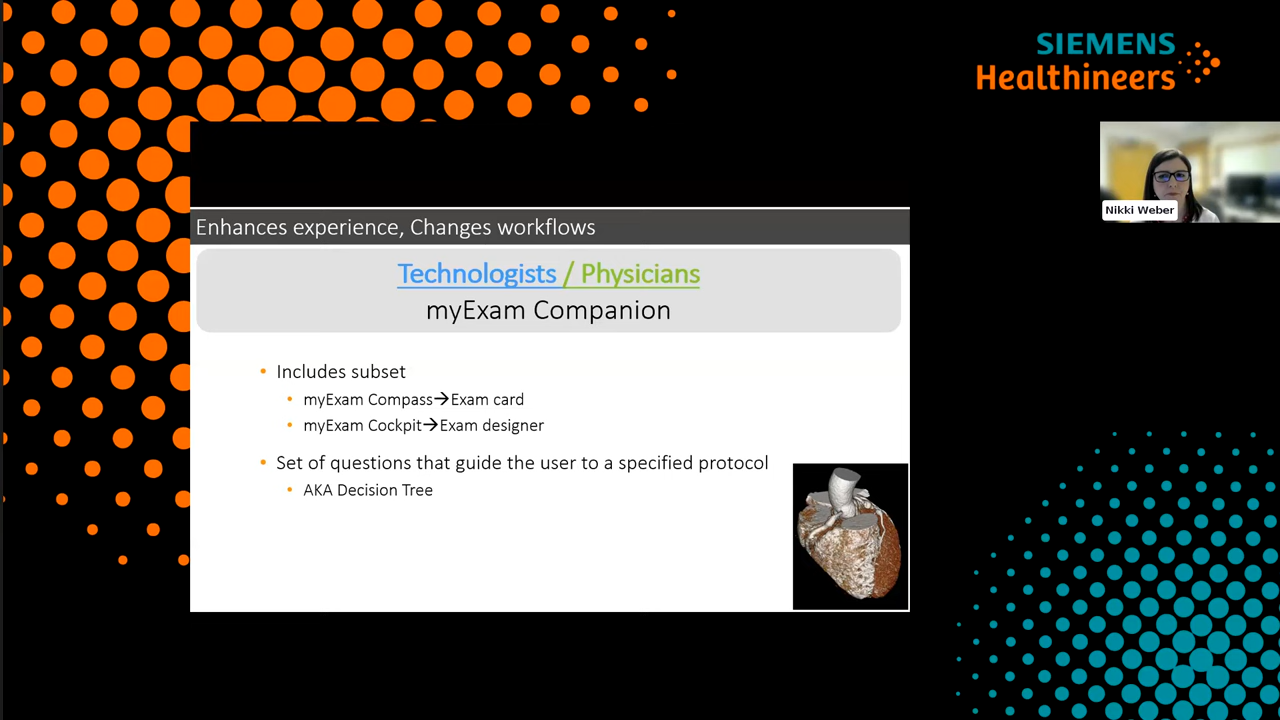 SIEMENS
Healthineers
Nikki Weber
Enhances experience, Changes workflows
Technologists / Physicians
myExam Companion
• Includes subset
• myExam Compass→Exam card
• myExam Cockpit→Exam designer
• Set of questions that guide the user to a specified protocol
• AKA Decision Tree